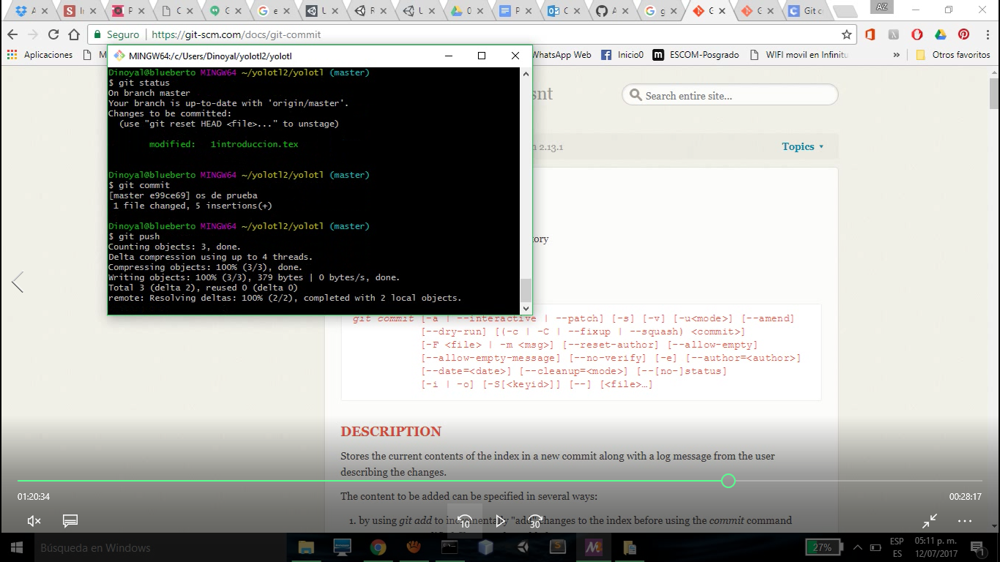 A
I
P
C
C
e
U
R
U
0
P
C
A
g
G
G
Git c
AZ
Seguro | https://git-scm.com/docs/git-commit
Aplicaciones
M
WhatsApp Web
Inicio0
ESCOM-Posgrado
WIFI movil en Infinitu
»
Otros favoritos
MINGW64:/c/Users/Dinoyal/yolotl2/yolotl
Dinoyal@blueberto MINGW64 ~/yolotl2/yolotl (master)
$ git status
On branch master
Your branch is up-to-date with 'origin/master'.
Changes to be committed:
(use "git reset HEAD <file>..." to unstage)
modified: 1introduccion.tex
Dinoyal@blueberto MINGW64 ~/yolotl2/yolotl (master)
$ git commit
[master e99ce69] os de prueba
1 file changed, 5 insertions(+)
Dinoyal@blueberto MINGW64 ~/yolotl2/yolotl (master)
$ git push
Counting objects: 3, done.
Delta compression using up to 4 threads.
Compressing objects: 100% (3/3), done.
Writing objects: 100% (3/3), 379 bytes | 0 bytes/s, done.
Total 3 (delta 2), reused 0 (delta 0)
remote: Resolving deltas: 100% (2/2), completed with 2 local objects.
snt
Search entire site...
2.13.1
Topics
ory
git commit [-a | --interactive | --patch] [-s] [-v] [-u<mode>] [--amend]
[--dry-run] [(-c | -C | --fixup | --squash) <commit>]
[-F <file> | -m <msg>] [--reset-author] [--allow-empty]
[--allow-empty-message] [--no-verify] [-e] [--author=<author>]
[--date=<date>] [--cleanup=<mode>] [--[no-]status]
[-i | -o] [-S[<keyid>]] [--] [<file>…]
DESCRIPTION
Stores the current contents of the index in a new commit along with a log message from the user
describing the changes.
01:20:34
00:28:17
The content to be added can be specified in several ways:
1. by using git add to incrementally "add" changes to the index before using the commit command
10
30
Búsqueda en Windows
27%
ESP
ES
05:11 p. m.
12/07/2017
1